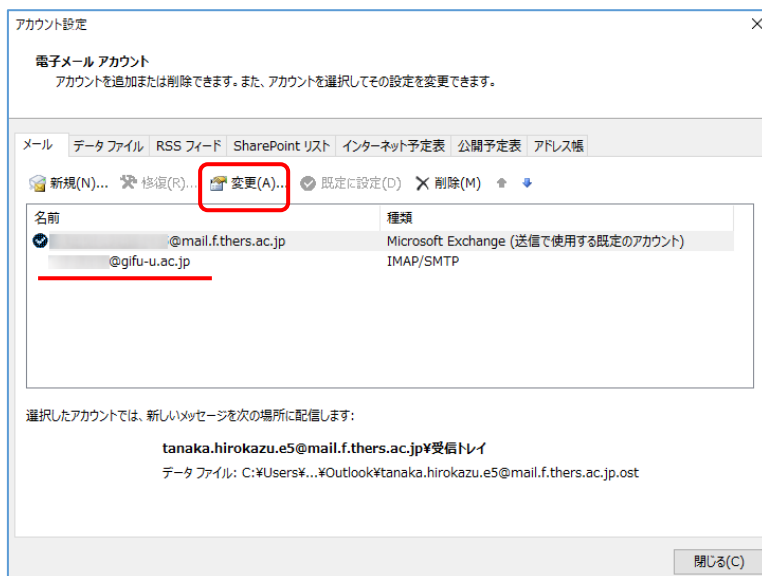 アカウント設定
電子メール アカウント
アカウントを追加または削除できます。また、アカウントを選択してその設定を変更できます。
メール データ ファイル RSS フィード SharePoint リスト インターネット予定表 公開予定表 アドレス帳
新規(N)... 修復(R)... 変更(A)... 既定に設定(D) 削除(M)
名前 種類
@mail.f.thers.ac.jp Microsoft Exchange (送信で使用する既定のアカウント)
@gifu-u.ac.jp IMAP/SMTP
選択したアカウントでは、新しいメッセージを次の場所に配信します:
tanaka.hirokazu.e5@mail.f.thers.ac.jp¥受信トレイ
データ ファイル: C:¥Users¥...¥Outlook¥tanaka.hirokazu.e5@mail.f.thers.ac.jp.ost
閉じる(C)